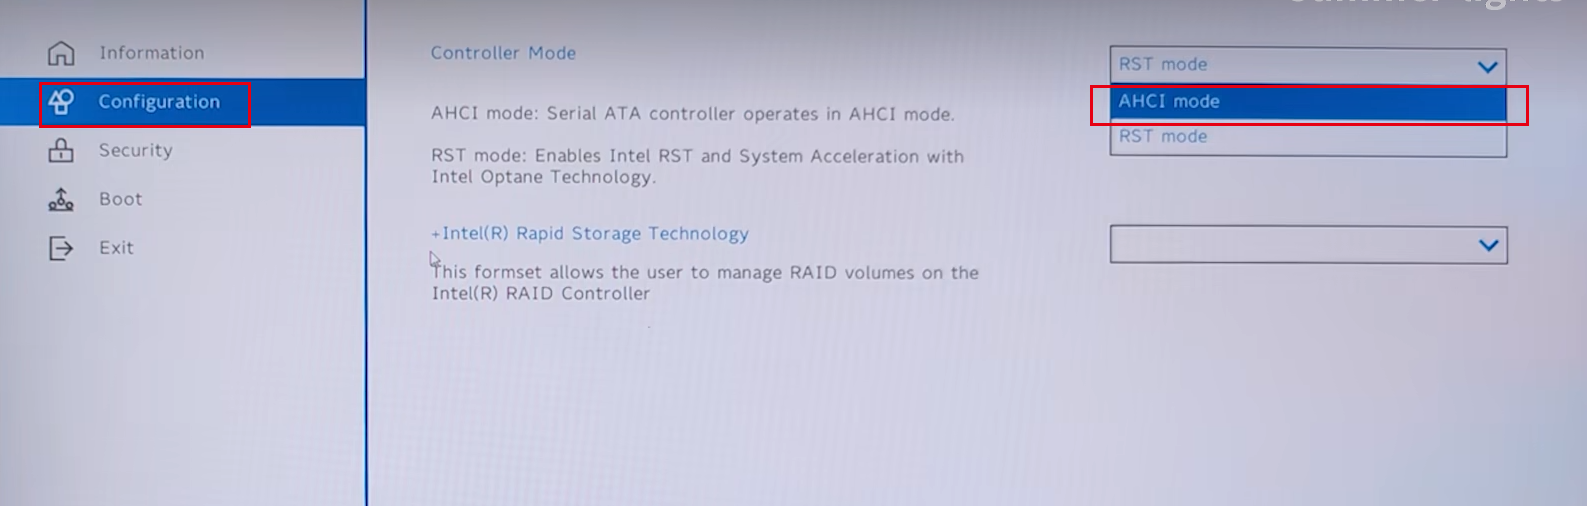 Information
Configuration
Security
Boot
Exit
Controller Mode
RST mode
AHCI mode
RST mode
AHCI mode: Serial ATA controller operates in AHCI mode.
RST mode: Enables Intel RST and System Acceleration with
Intel Optane Technology.
+Intel(R) Rapid Storage Technology
This formset allows the user to manage RAID volumes on the
Intel(R) RAID Controller